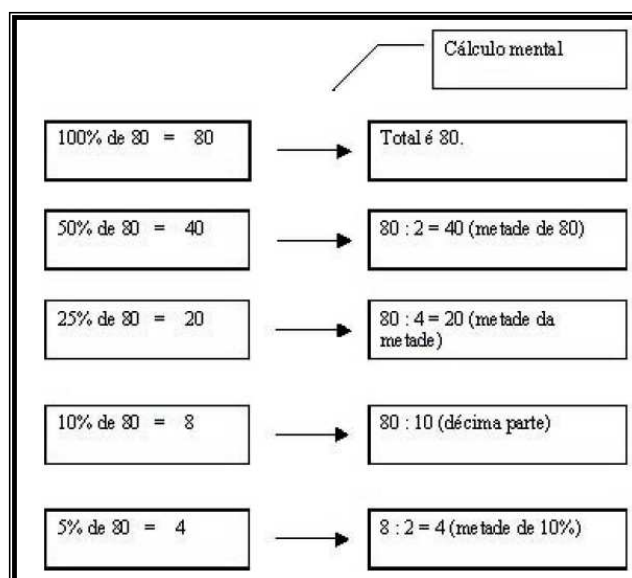 Cálculo mental
100% de 80 = 80
Total é 80.
50% de 80 = 40
80 : 2 = 40 (metade de 80)
25% de 80 = 20
80 : 4 = 20 (metade da
metade)
10% de 80 = 8
80 : 10 (décima parte)
5% de 80 = 4
8 : 2 = 4 (metade de 10%)